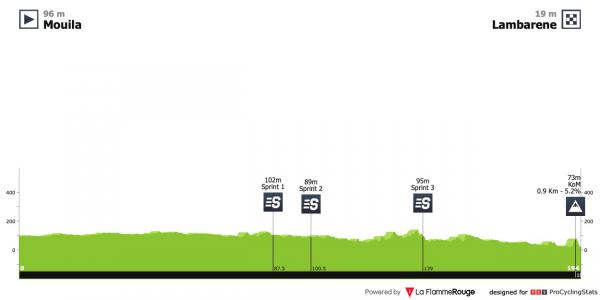 96 m
Mouila
19 m
Lambarene
102m
Sprint 1
89m
Sprint 2
95m
Sprint 3
73m
KoM
0.9 Km - 5.2%
400
200
0
400
200
0
0
87.5
100.5
139
194
Powered by La FlammeRouge designed for PCS ProCyclingStats